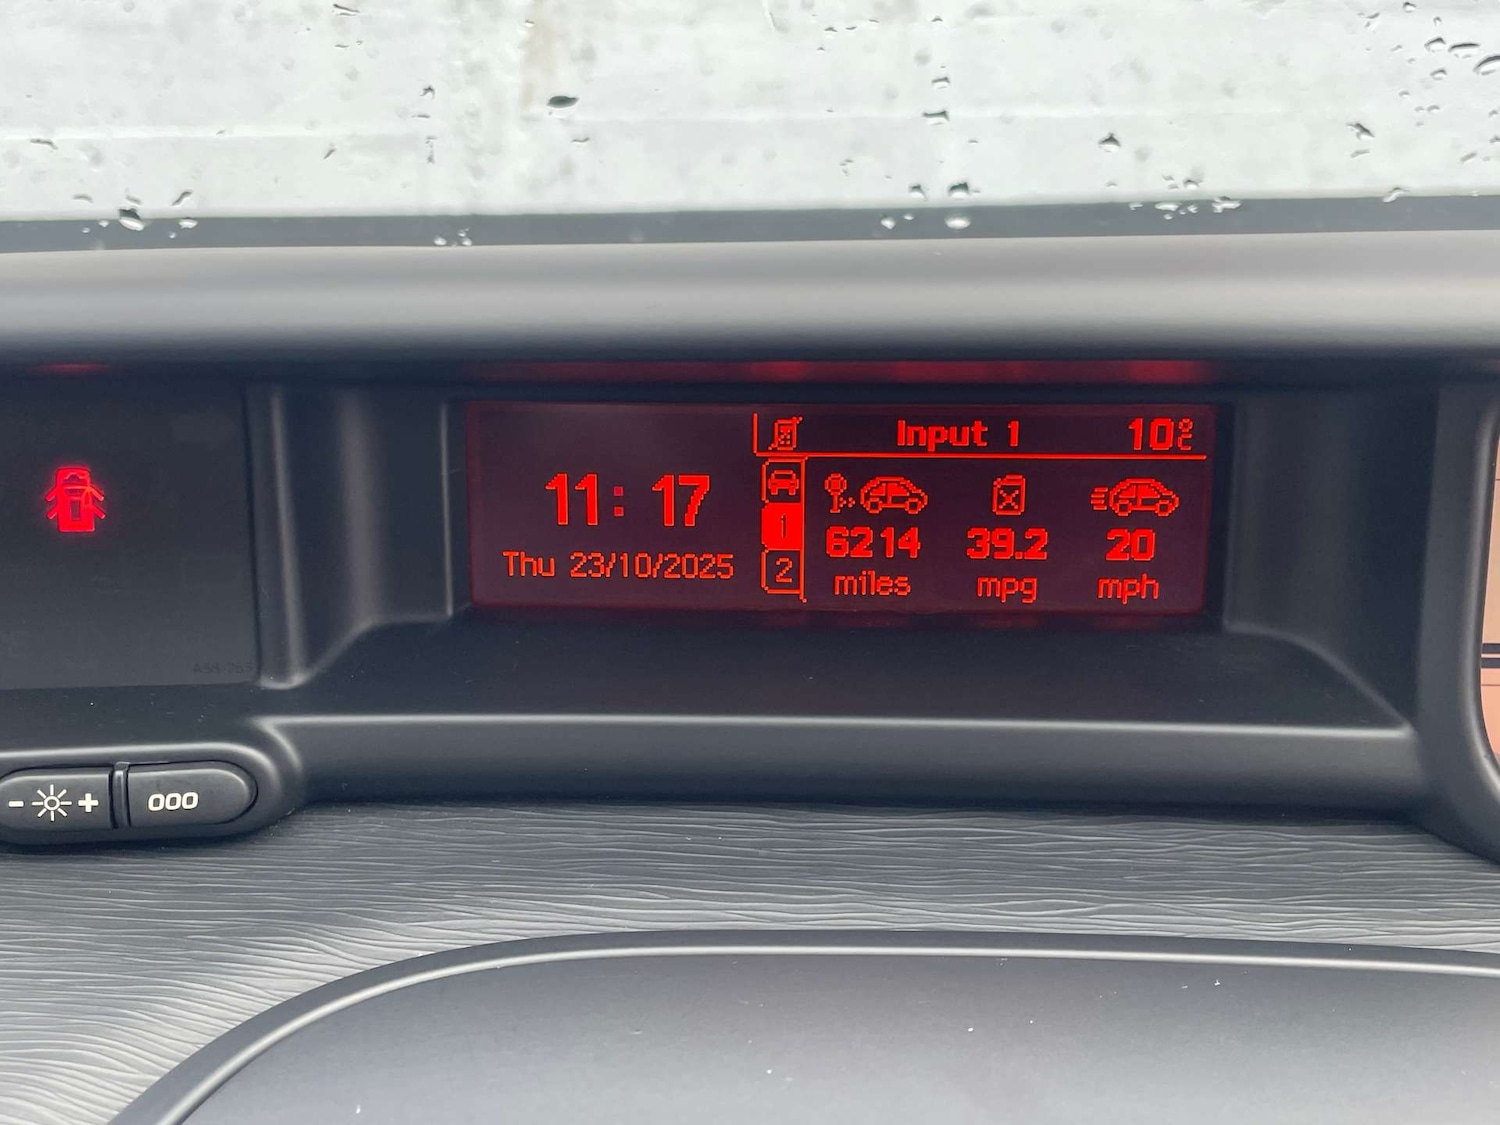 Input 1 10°C
11:17
Thu 23/10/2025
1
2
6214 39.2 20
miles mpg mph
- +
000